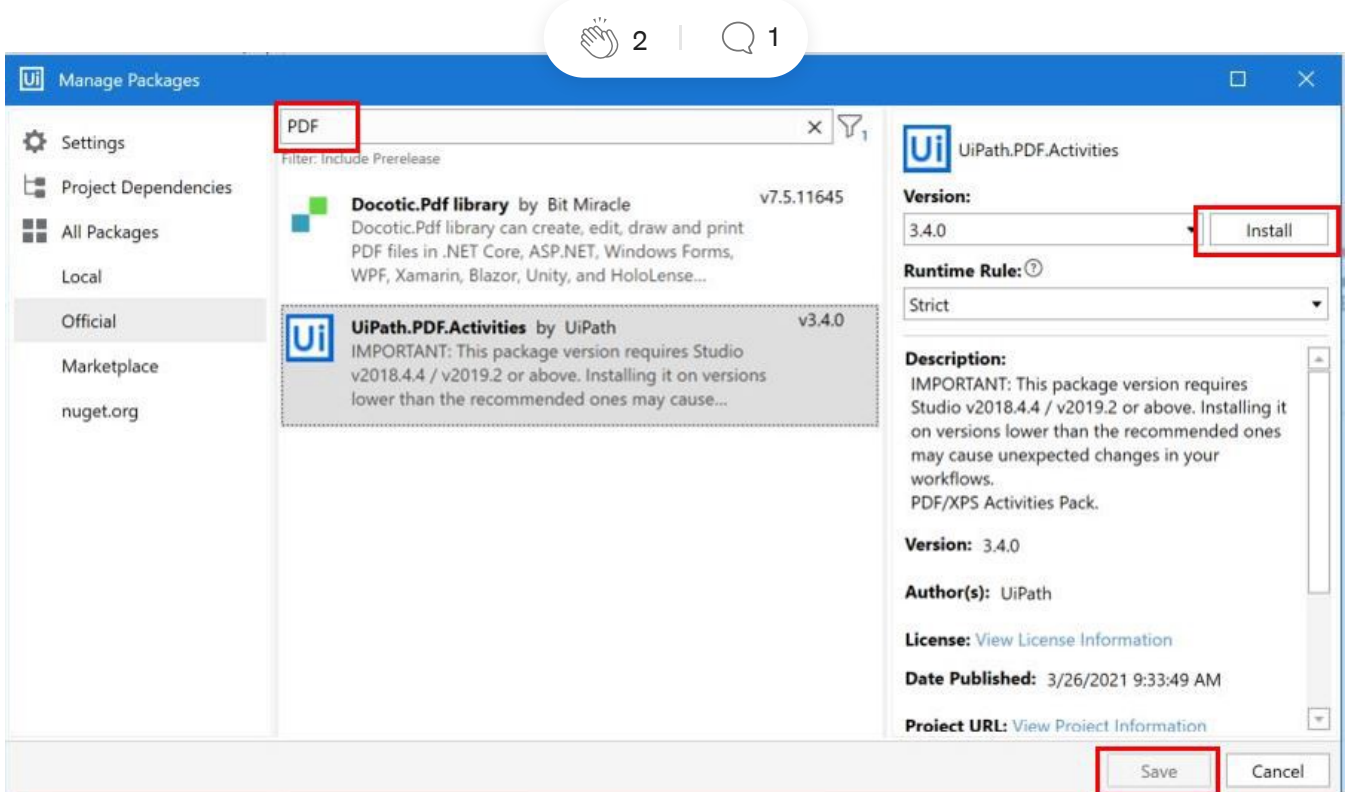 2 1
Ui Manage Packages
Settings
Project Dependencies
All Packages
Local
Official
Marketplace
nuget.org
PDF
1
Filter: Include Prerelease
Docotic.Pdf library by Bit Miracle v7.5.11645
Docotic.Pdf library can create, edit, draw and print
PDF files in .NET Core, ASP.NET, Windows Forms,
WPF, Xamarin, Blazor, Unity, and HoloLense...
Ui
UiPath.PDF.Activities by UiPath v3.4.0
IMPORTANT: This package version requires Studio
v2018.4.4 / v2019.2 or above. Installing it on versions
lower than the recommended ones may cause...
Ui UiPath.PDF.Activities
Version:
3.4.0 Install
Runtime Rule: ?
Strict
Description:
IMPORTANT: This package version requires
Studio v2018.4.4 / v2019.2 or above. Installing it
on versions lower than the recommended ones
may cause unexpected changes in your
workflows.
PDF/XPS Activities Pack.
Version: 3.4.0
Author(s): UiPath
License: View License Information
Date Published: 3/26/2021 9:33:49 AM
Project URL: View Project Information
Save Cancel